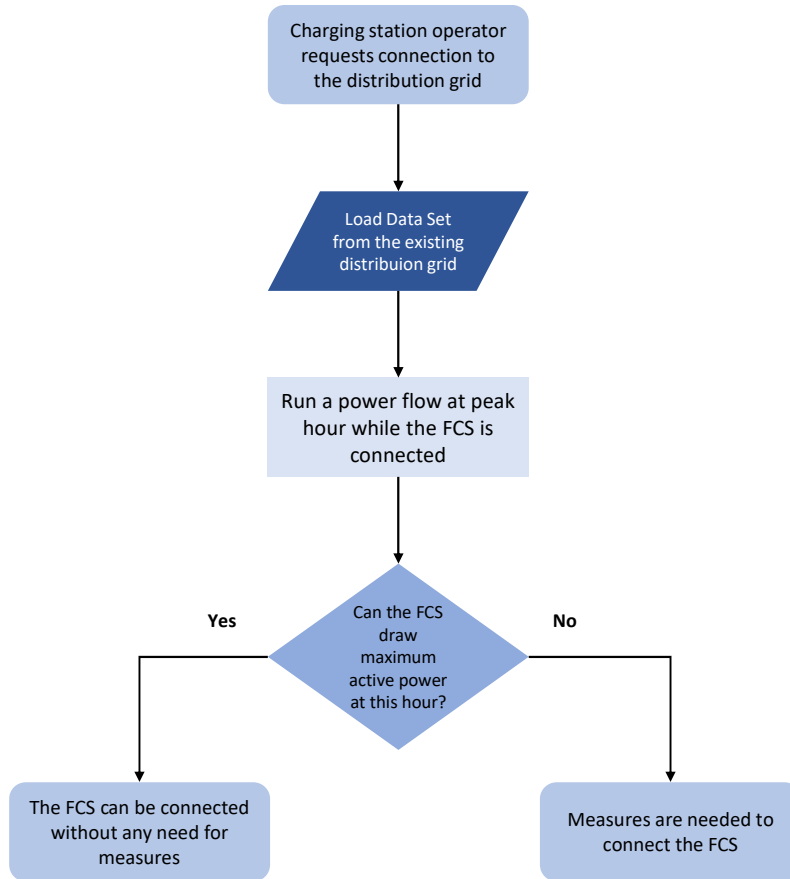 Charging station operator
requests connection to
the distribution grid
Load Data Set
from the existing
distribuion grid
Run a power flow at peak
hour while the FCS is
connected
Can the FCS
draw
maximum
active power
at this hour?
Yes
No
The FCS can be connected
without any need for
measures
Measures are needed to
connect the FCS